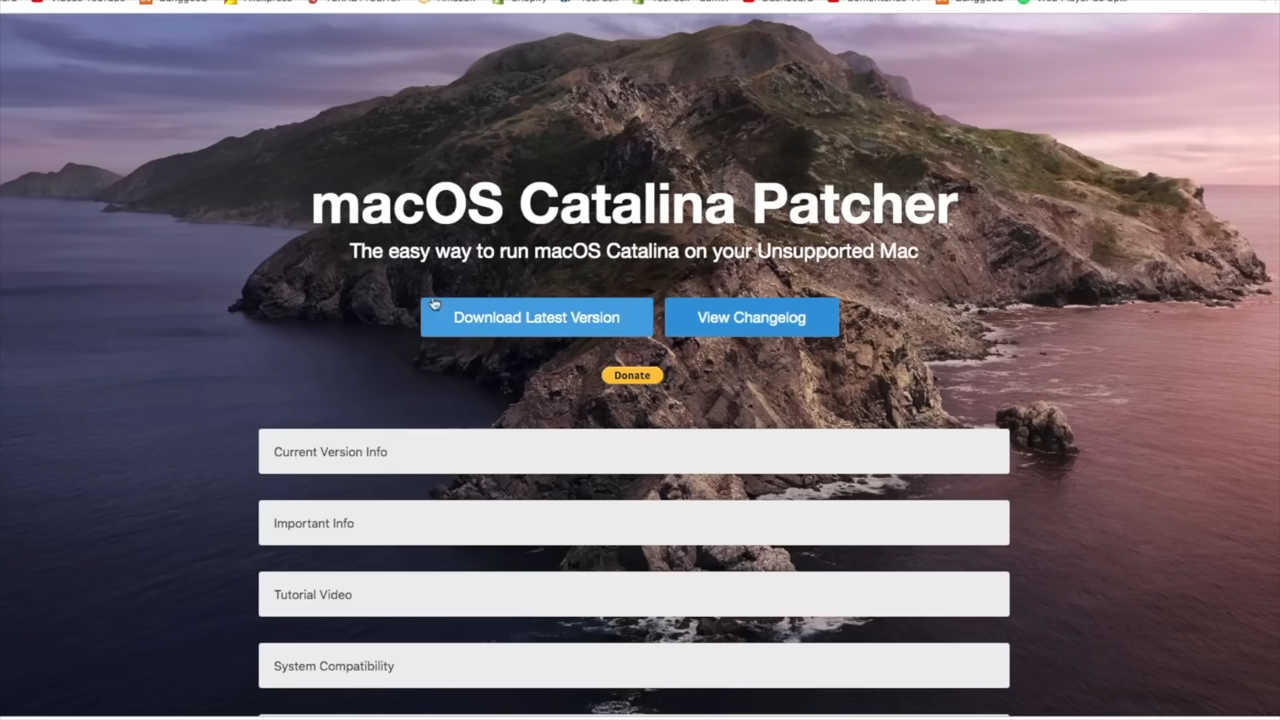 macOS Catalina Patcher
The easy way to run macOS Catalina on your Unsupported Mac
Download Latest Version
View Changelog
Donate
Current Version Info
Important Info
Tutorial Video
System Compatibility